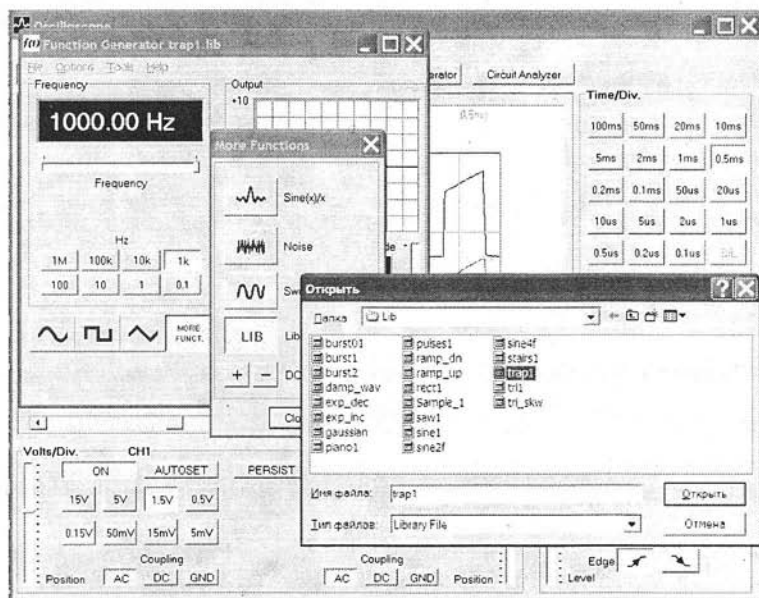 Oscilloscope
f(t) Function Generator trap1.lib
File Options Tools Help
Frequency
1000.00 Hz
Frequency
Hz
1M 100k 10k 1k
100 10 1 0.1
MORE FUNCT.
Output
+10
Circuit Analyzer
More Functions
Sine(x)/x
Noise
LIB
+ -
DC
Time/Div.
100ms 50ms 20ms 10ms
5ms 2ms 1ms 0.5ms
0.2ms 0.1ms 50us 20us
10us 5us 2us 1us
0.5us 0.2us 0.1us
Открыть
Папка: Lib
burst01 pulses1 sine4f
burst1 ramp_dn stairs1
burst2 ramp_up trap1
damp_wav rect1 tri1
exp_dec Sample_1 tri_skw
exp_inc saw1
gaussian sine1
piano1 sine2f
Имя файла: trap1 Открыть
Тип файлов: Library File Отмена
Volts/Div. CH1
ON AUTOSET PERSIST
15V 5V 1.5V 0.5V
0.15V 50mV 15mV 5mV
Coupling
Position AC DC GND
Coupling
AC DC GND Position
Edge
Level